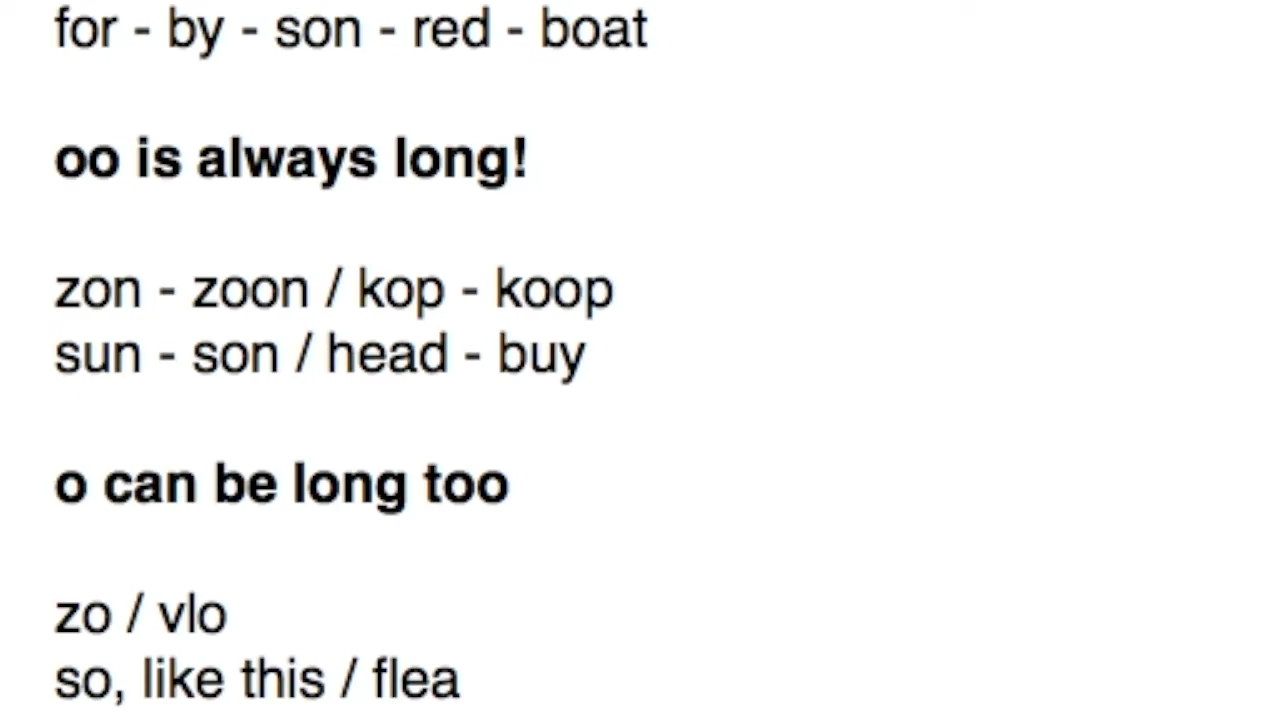 for - by - son - red - boat
oo is always long!
zon - zoon / kop - koop
sun - son / head - buy
o can be long too
zo / vlo
so, like this / flea